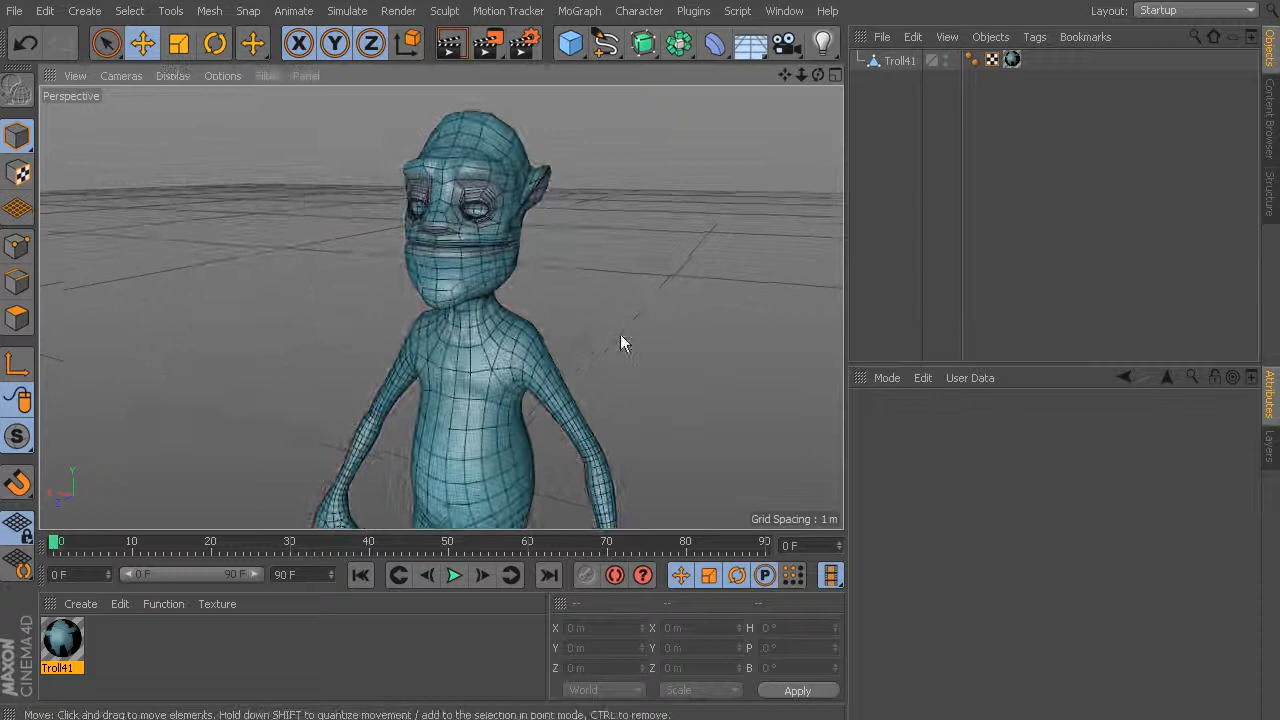 File Edit Create Select Tools Mesh Snap Animate Simulate Render Sculpt Motion Tracker MoGraph Character Plugins Script Window Help
Layout: Startup
File Edit View Objects Tags Bookmarks
Troll41
View Cameras Display Options Filter Panel
Perspective
Grid Spacing : 1 m
Objects
Content Browser
Structure
Mode Edit User Data
Attributes
Layers
0 10 20 30 40 50 60 70 80 90
0 F
0 F 0 F 90 F 90 F
Create Edit Function Texture
Troll41
-- -- --
X 0 m X 0 m H 0 °
Y 0 m Y 0 m P 0 °
Z 0 m Z 0 m B 0 °
World Scale Apply
MAXON CINEMA 4D
Move: Click and drag to move elements. Hold down SHIFT to quantize movement / add to the selection in point mode, CTRL to remove.
X Y Z
P
S
Y